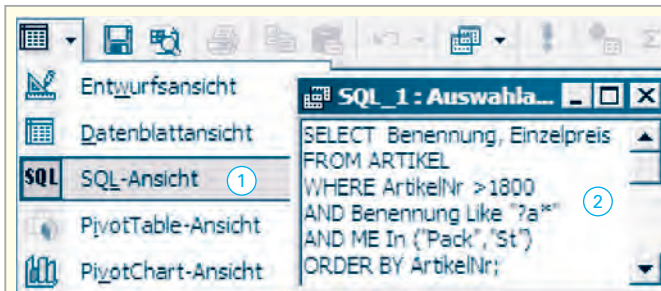 Entwurfsansicht
Datenblattansicht
SQL SQL-Ansicht 1
PivotTable-Ansicht
PivotChart-Ansicht
SQL_1 : Auswahla...
SELECT Benennung, Einzelpreis
FROM ARTIKEL
WHERE ArtikelNr >1800
AND Benennung Like "?a*"
AND ME In ("Pack","St")
ORDER BY ArtikelNr;
2